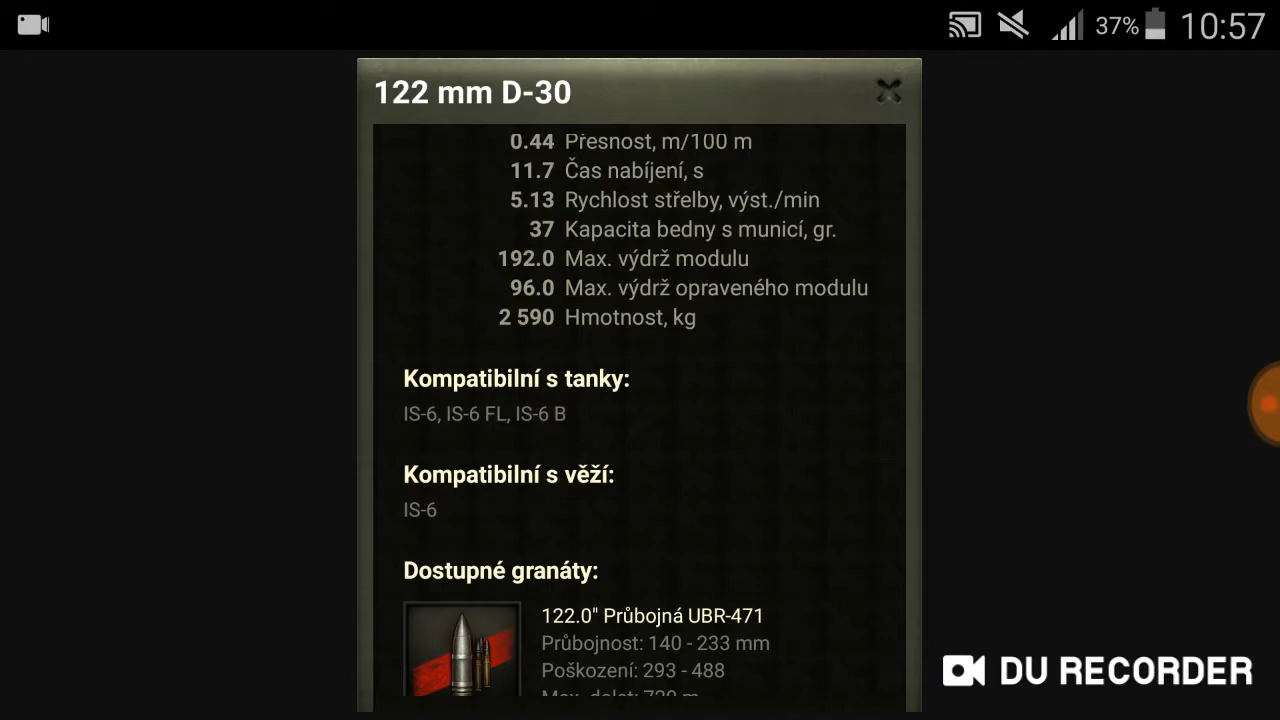 37% 10:57
122 mm D-30
0.44 Přesnost, m/100 m
11.7 Čas nabíjení, s
5.13 Rychlost střelby, výst./min
37 Kapacita bedny s municí, gr.
192.0 Max. výdrž modulu
96.0 Max. výdrž opraveného modulu
2 590 Hmotnost, kg
Kompatibilní s tanky:
IS-6, IS-6 FL, IS-6 B
Kompatibilní s věží:
IS-6
Dostupné granáty:
122.0" Průbojná UBR-471
Průbojnost: 140 - 233 mm
Poškození: 293 - 488
Max. dolet: 720 m
DU RECORDER